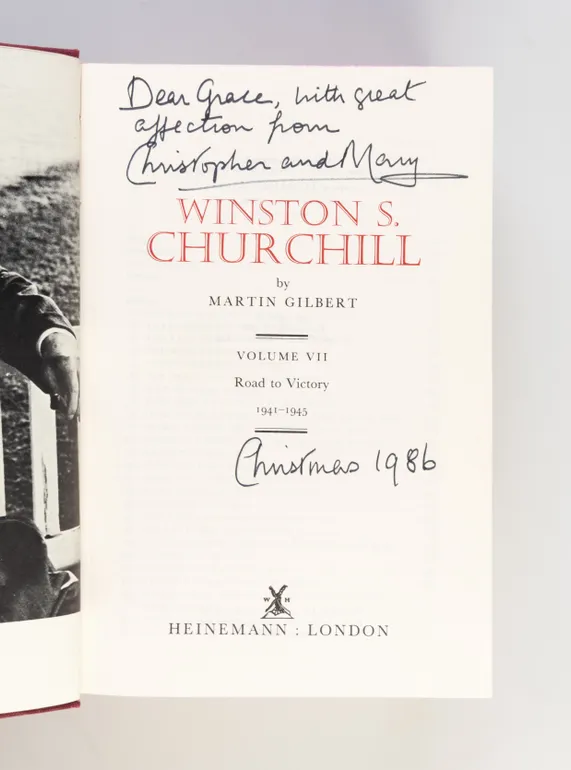 Dear Grace, with great
affection from
Christopher and Mary
WINSTON S.
CHURCHILL
by
MARTIN GILBERT
VOLUME VII
Road to Victory
1941–1945
Christmas 1986
W H
HEINEMANN : LONDON